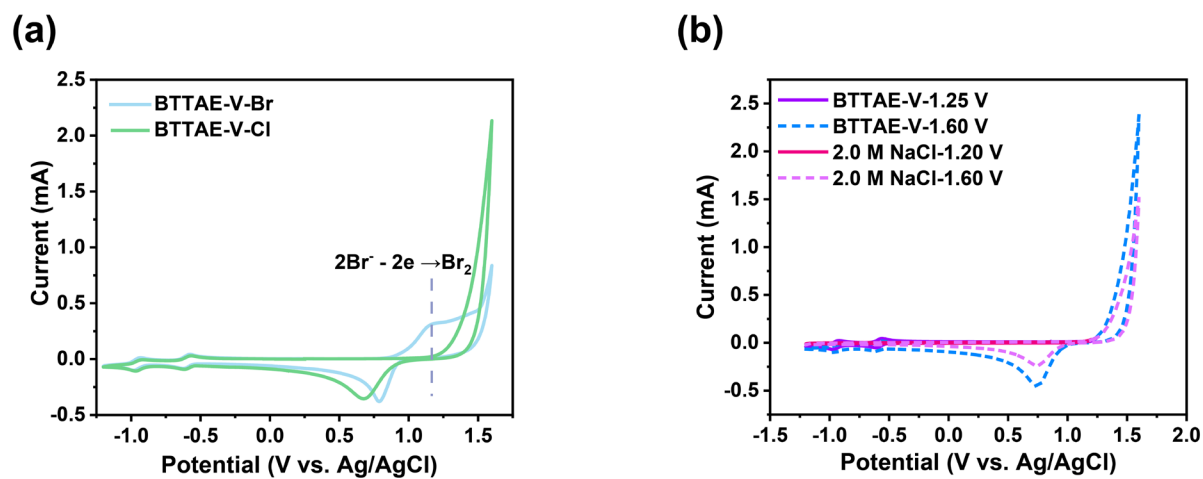 (a)
2.5
2.0
1.5
1.0
0.5
0.0
-0.5
Current (mA)
BTTAE-V-Br
BTTAE-V-Cl
2Br⁻ - 2e →Br₂
-1.0 -0.5 0.0 0.5 1.0 1.5
Potential (V vs. Ag/AgCl)
(b)
2.5
2.0
1.5
1.0
0.5
0.0
-0.5
Current (mA)
BTTAE-V-1.25 V
BTTAE-V-1.60 V
2.0 M NaCl-1.20 V
2.0 M NaCl-1.60 V
-1.5 -1.0 -0.5 0.0 0.5 1.0 1.5 2.0
Potential (V vs. Ag/AgCl)